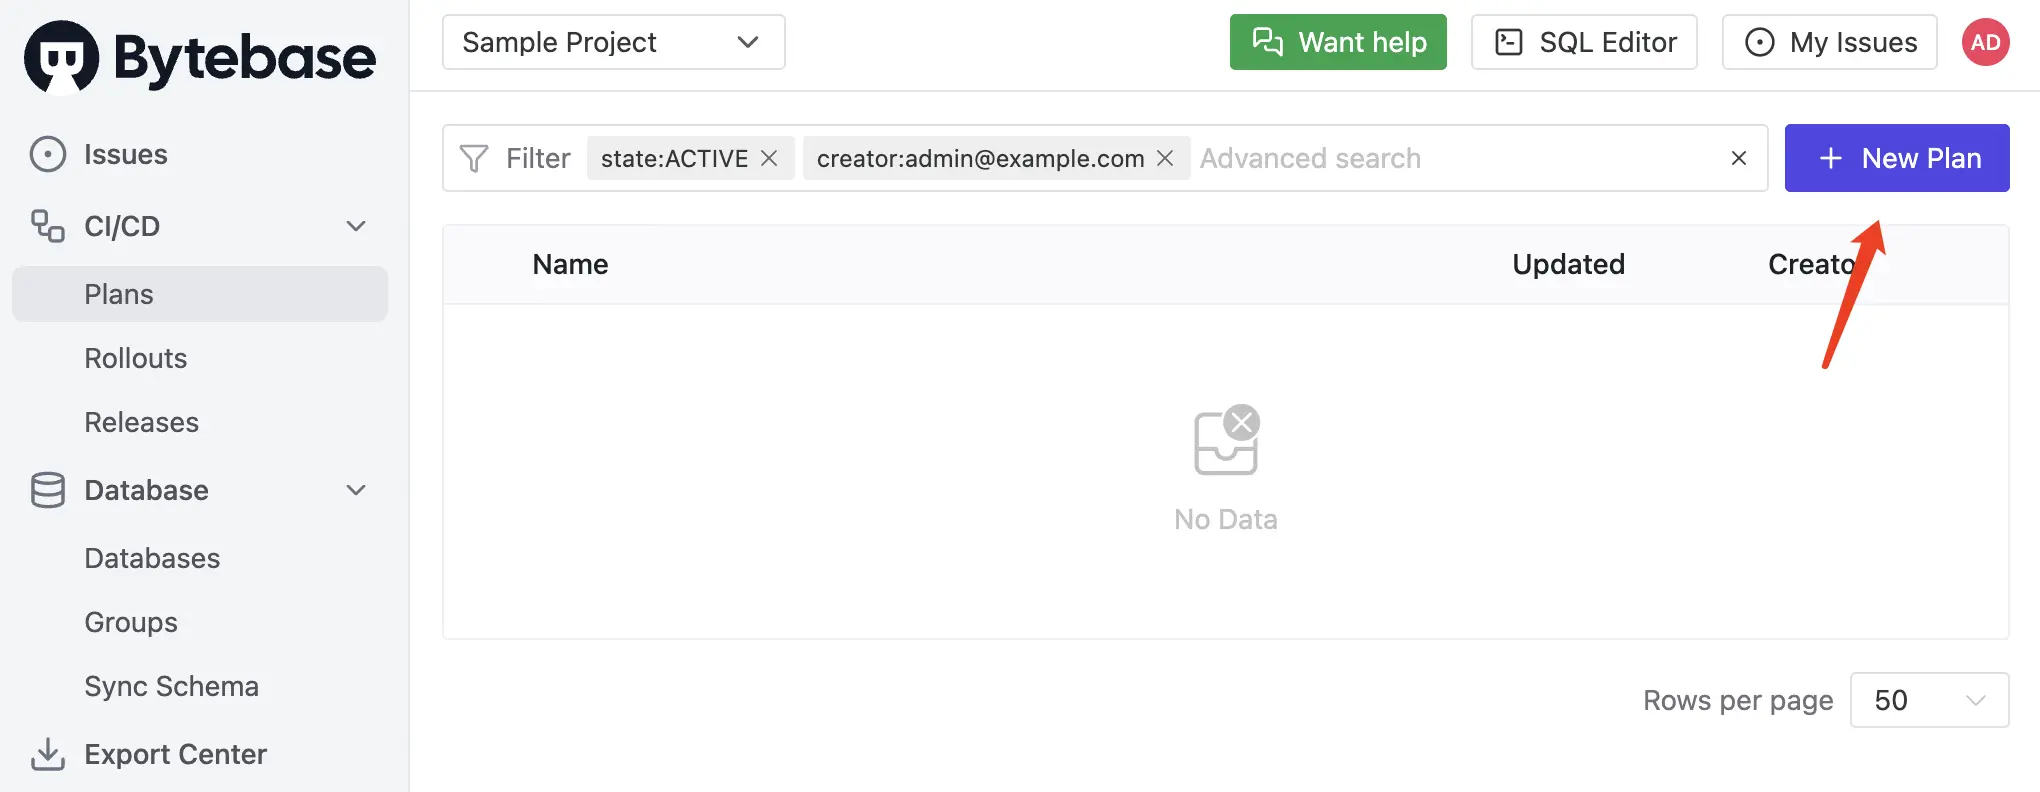 Bytebase
Issues
CI/CD
Plans
Rollouts
Releases
Database
Databases
Groups
Sync Schema
Export Center
Sample Project
Want help
SQL Editor
My Issues
AD
Filter state:ACTIVE creator:admin@example.com Advanced search
+ New Plan
Name Updated Creato
No Data
Rows per page 50